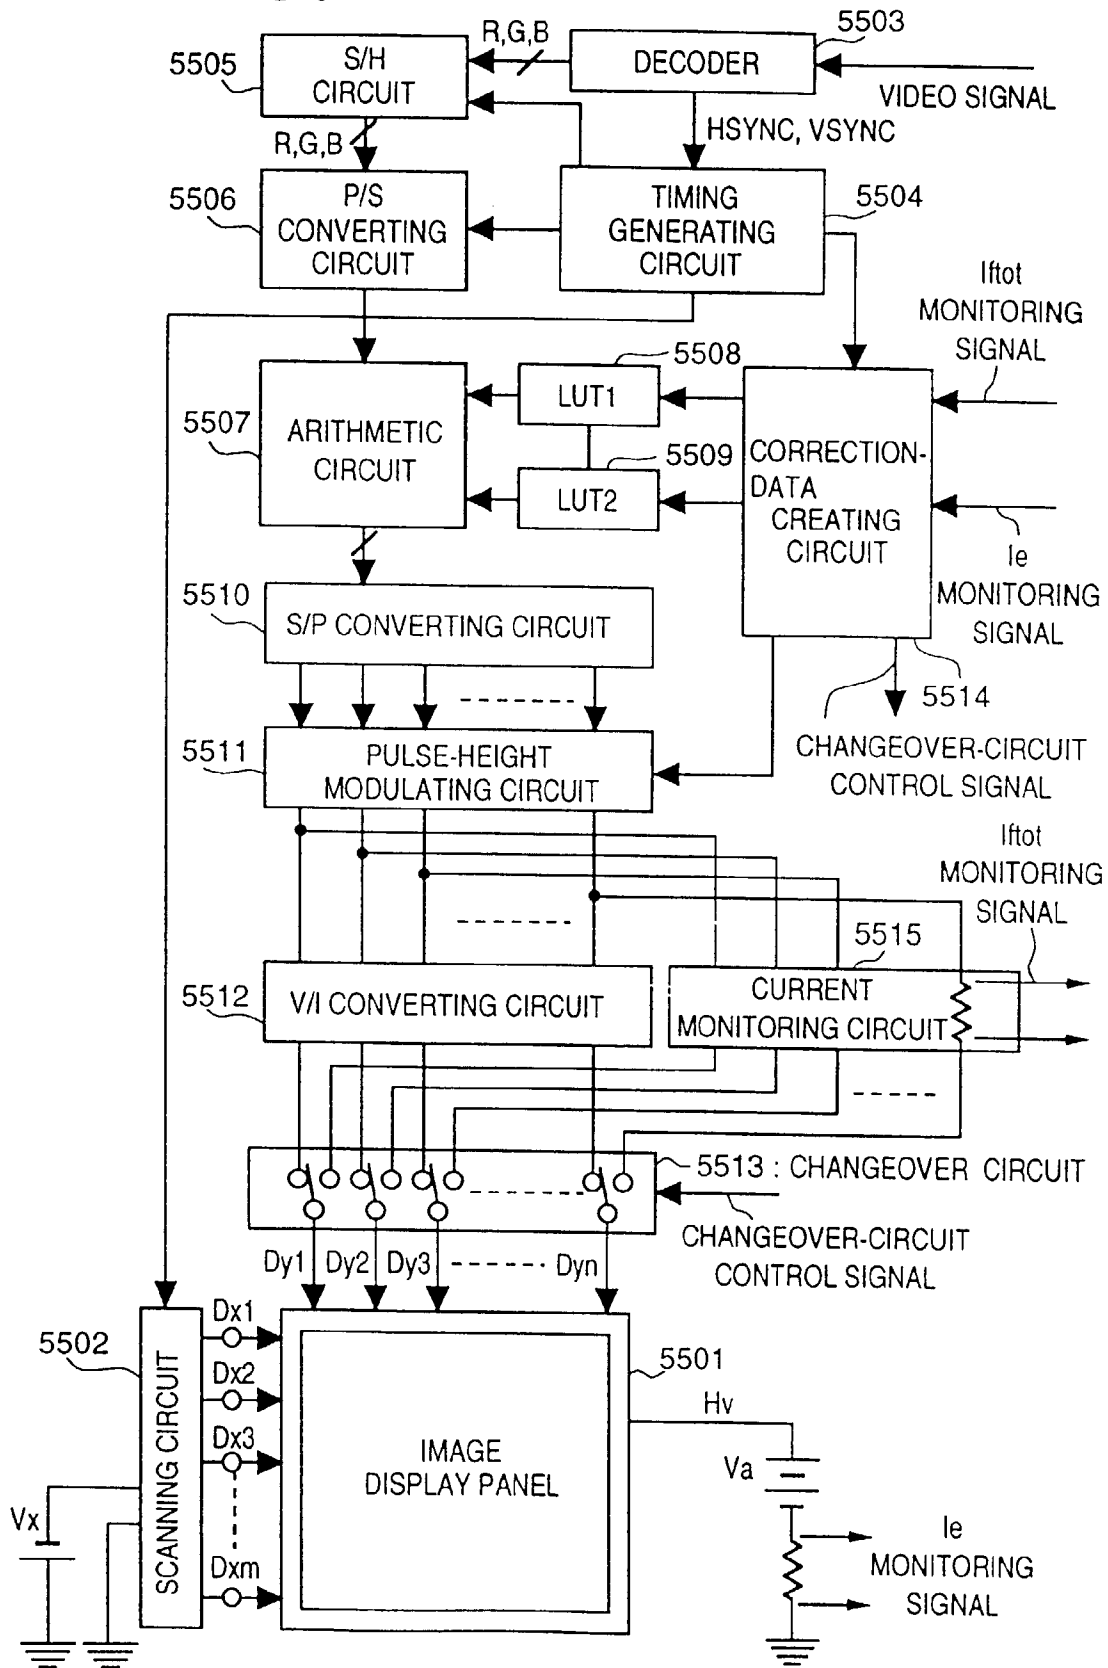 R,G,B
5503
5505
S/H
CIRCUIT
DECODER
VIDEO SIGNAL
HSYNC, VSYNC
R,G,B
5506
P/S
CONVERTING
CIRCUIT
TIMING
GENERATING
CIRCUIT
5504
Iftot
MONITORING
SIGNAL
5507
ARITHMETIC
CIRCUIT
5508
LUT1
5509
LUT2
CORRECTION-
DATA
CREATING
CIRCUIT
Ie
MONITORING
SIGNAL
5510
S/P CONVERTING CIRCUIT
5514
CHANGEOVER-CIRCUIT
CONTROL SIGNAL
5511
PULSE-HEIGHT
MODULATING CIRCUIT
Iftot
MONITORING
SIGNAL
5515
5512
V/I CONVERTING CIRCUIT
CURRENT
MONITORING CIRCUIT
5513 : CHANGEOVER CIRCUIT
CHANGEOVER-CIRCUIT
CONTROL SIGNAL
Dy1
Dy2
Dy3
Dyn
5502
SCANNING CIRCUIT
Dx1
Dx2
Dx3
Dxm
Vx
IMAGE
DISPLAY PANEL
5501
Hv
Va
Ie
MONITORING
SIGNAL